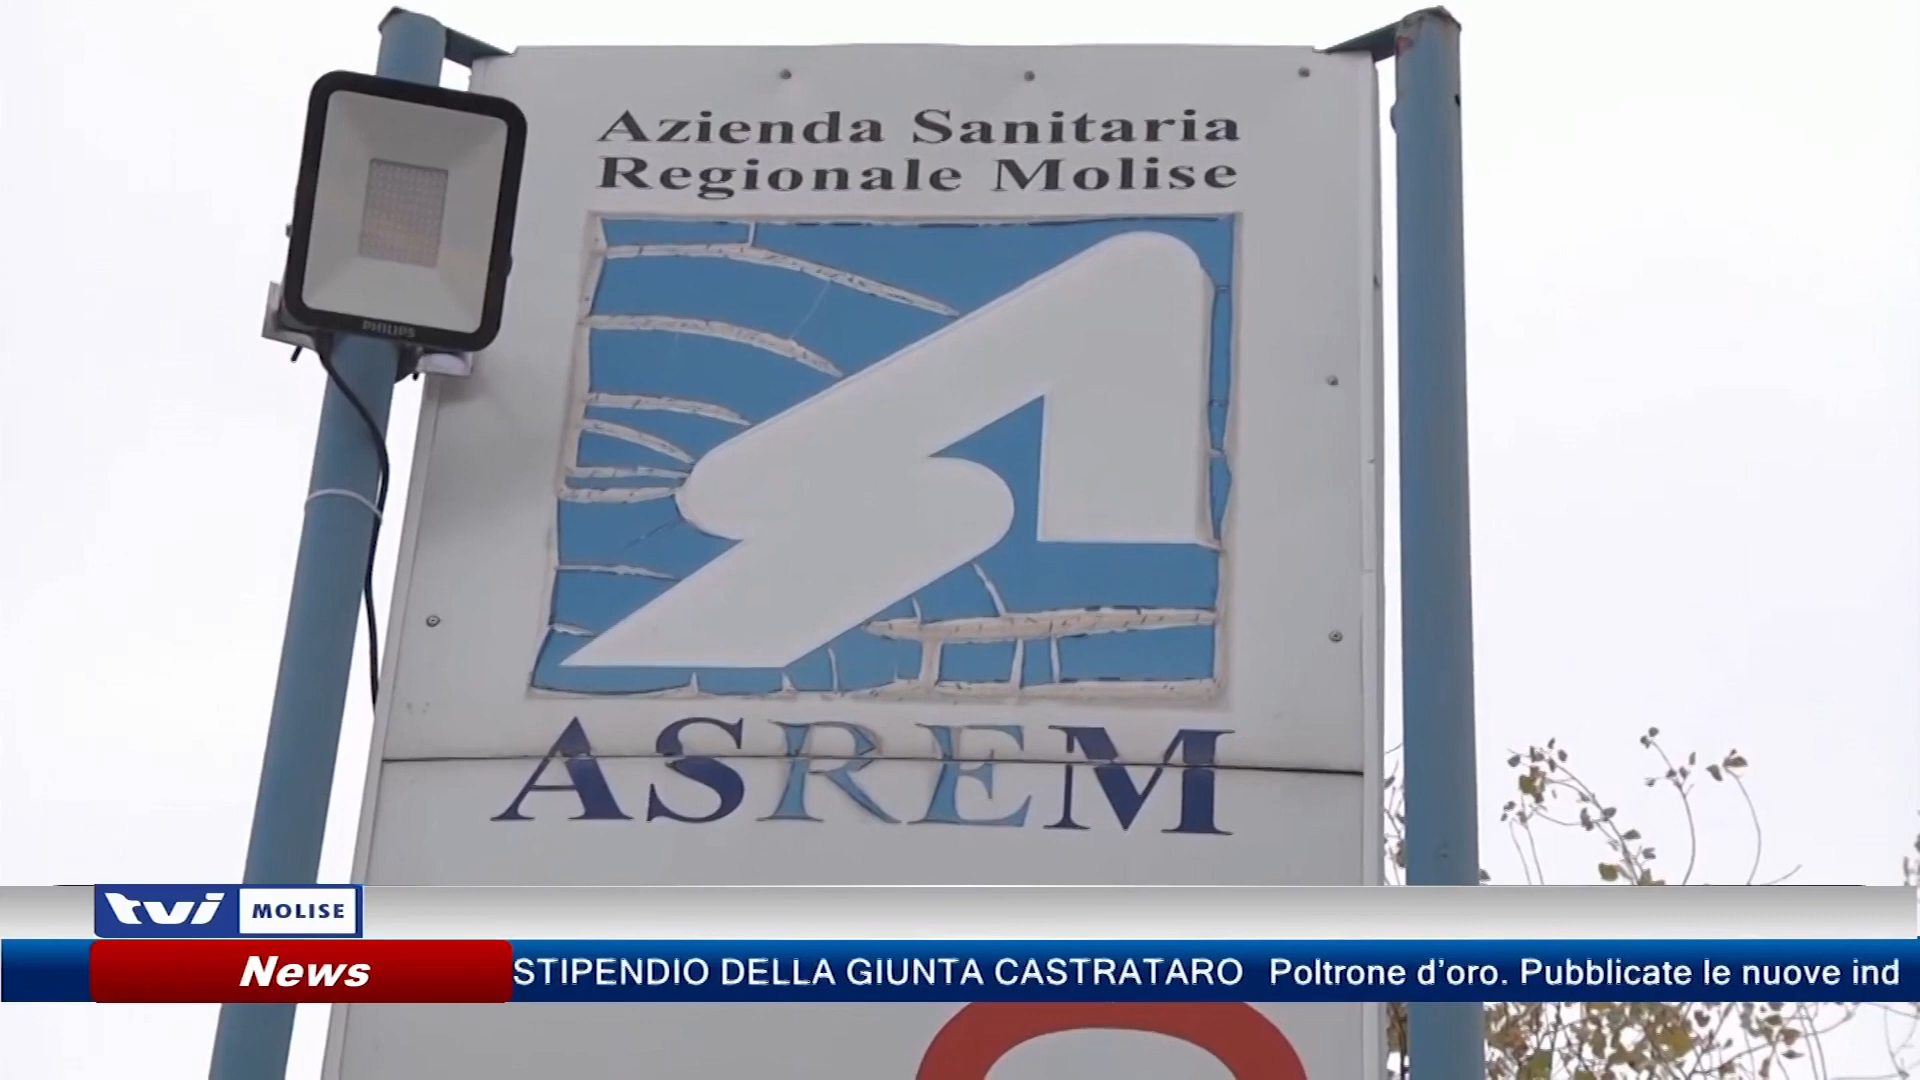 Azienda Sanitaria
Regionale Molise
PHILIPS
ASREM
tvi MOLISE
News STIPENDIO DELLA GIUNTA CASTRATARO Poltrone d’oro. Pubblicate le nuove ind